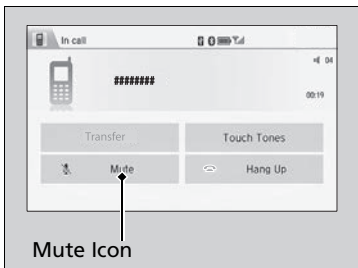 In call
04
########
00:19
Transfer
Touch Tones
Mute
Hang Up
Mute Icon